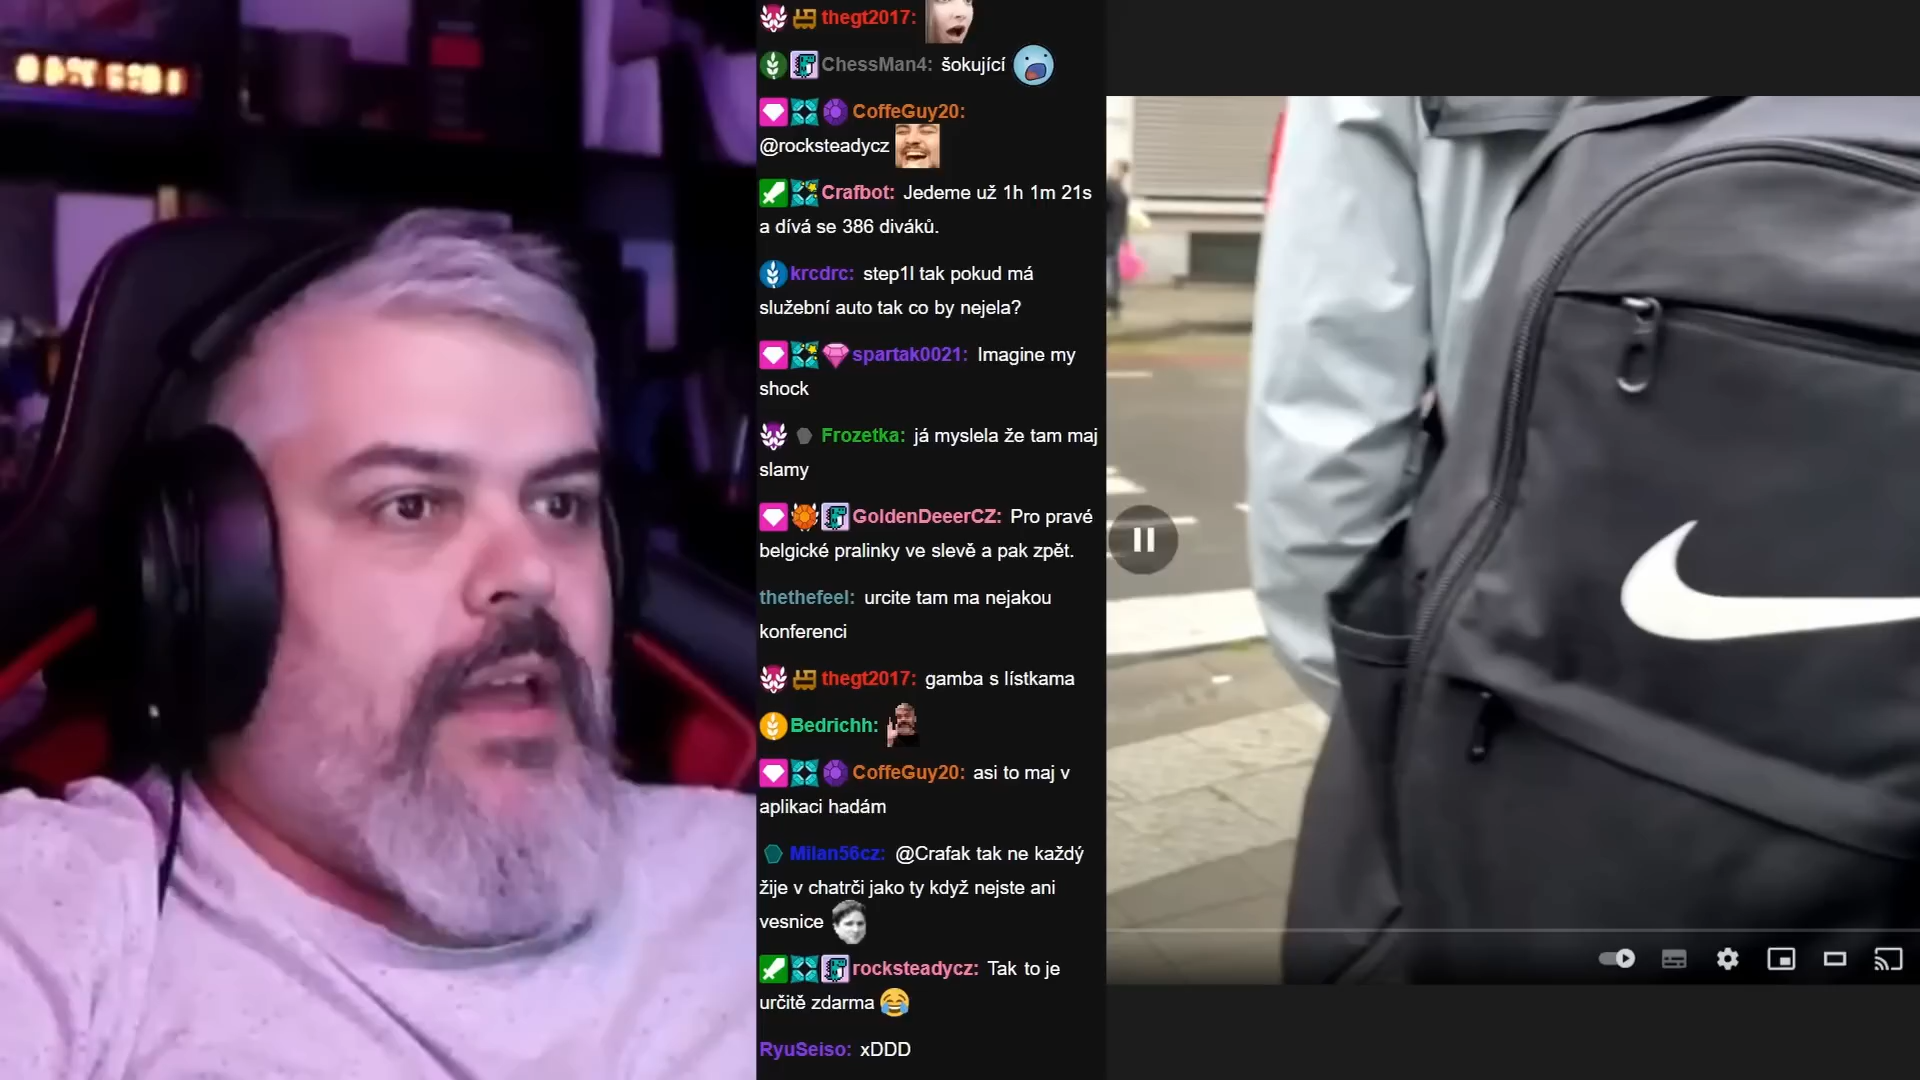 thegt2017:
ChessMan4: šokující
CoffeGuy20:
@rocksteadycz
Crafbot: Jedeme už 1h 1m 21s
a dívá se 386 diváků.
krcdrc: step1l tak pokud má
služební auto tak co by nejela?
spartak0021: Imagine my
shock
Frozetka: já myslela že tam maj
slamy
GoldenDeeerCZ: Pro pravé
belgické pralinky ve slevě a pak zpět.
thethefeel: urcite tam ma nejakou
konferenci
thegt2017: gamba s lístkama
Bedrichh:
CoffeGuy20: asi to maj v
aplikaci hadám
Milan56cz: @Crafak tak ne každý
žije v chatrči jako ty když nejste ani
vesnice
rocksteadycz: Tak to je
určitě zdarma
RyuSeiso: xDDD